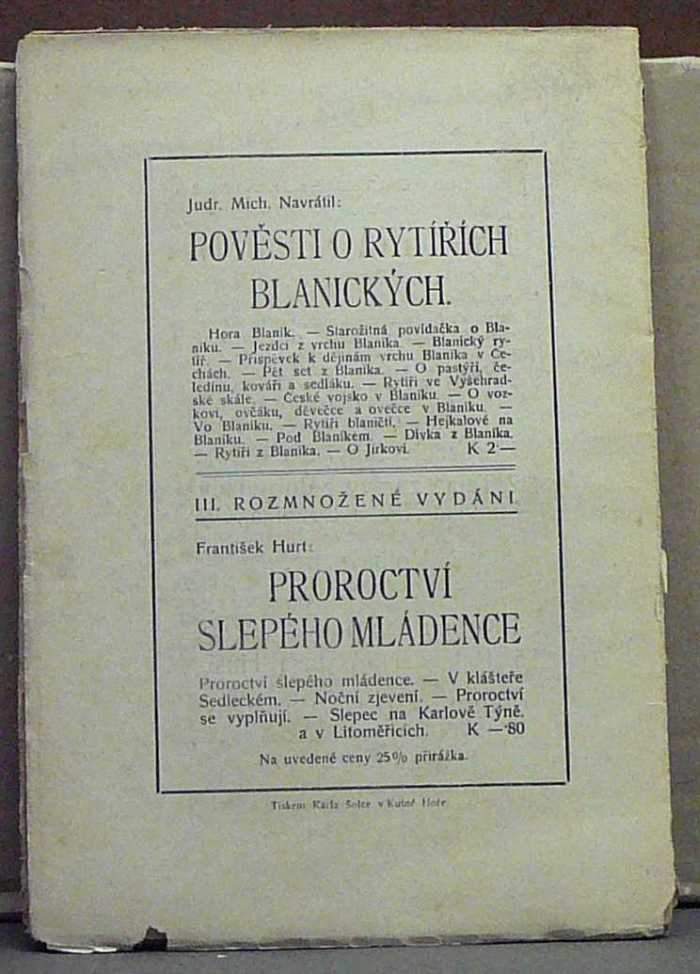 Judr. Mich. Navrátil:
POVĚSTI O RYTÍŘÍCH
BLANICKÝCH.
Hora Blaník. — Starožitná povídačka o Bla-
níku. — Jezdci z vrchu Blaníka. — Blanický ry-
tíř. — Příspěvek k dějinám vrchu Blaníka v Če-
chách. — Pět set z Blaníka. — O pastýři, če-
ledínu, kováři a sedláku. — Rytíři ve Vyšehrad-
ské skále. — České vojsko v Blaníku. — O voz-
kovi, ovčáku, děvečce a ovečce v Blaníku. —
Vo Blaníku. — Rytíři blaničtí. — Hejkalové na
Blaníku. — Pod Blaníkem. — Dívka z Blaníka.
— Rytíři z Blaníka. — O Jírkovi. K 2·—
III. ROZMNOŽENÉ VYDÁNÍ
František Hurt:
PROROCTVÍ
SLEPÉHO MLÁDENCE
Proroctví slepého mládence. — V klášteře
Sedleckém. — Noční zjevení. — Proroctví
se vyplňují. — Slepec na Karlově Týně,
a v Litoměřicích. K —·80
Na uvedené ceny 25% přirážka.
Tiskem Karla Šolce v Kutné Hoře